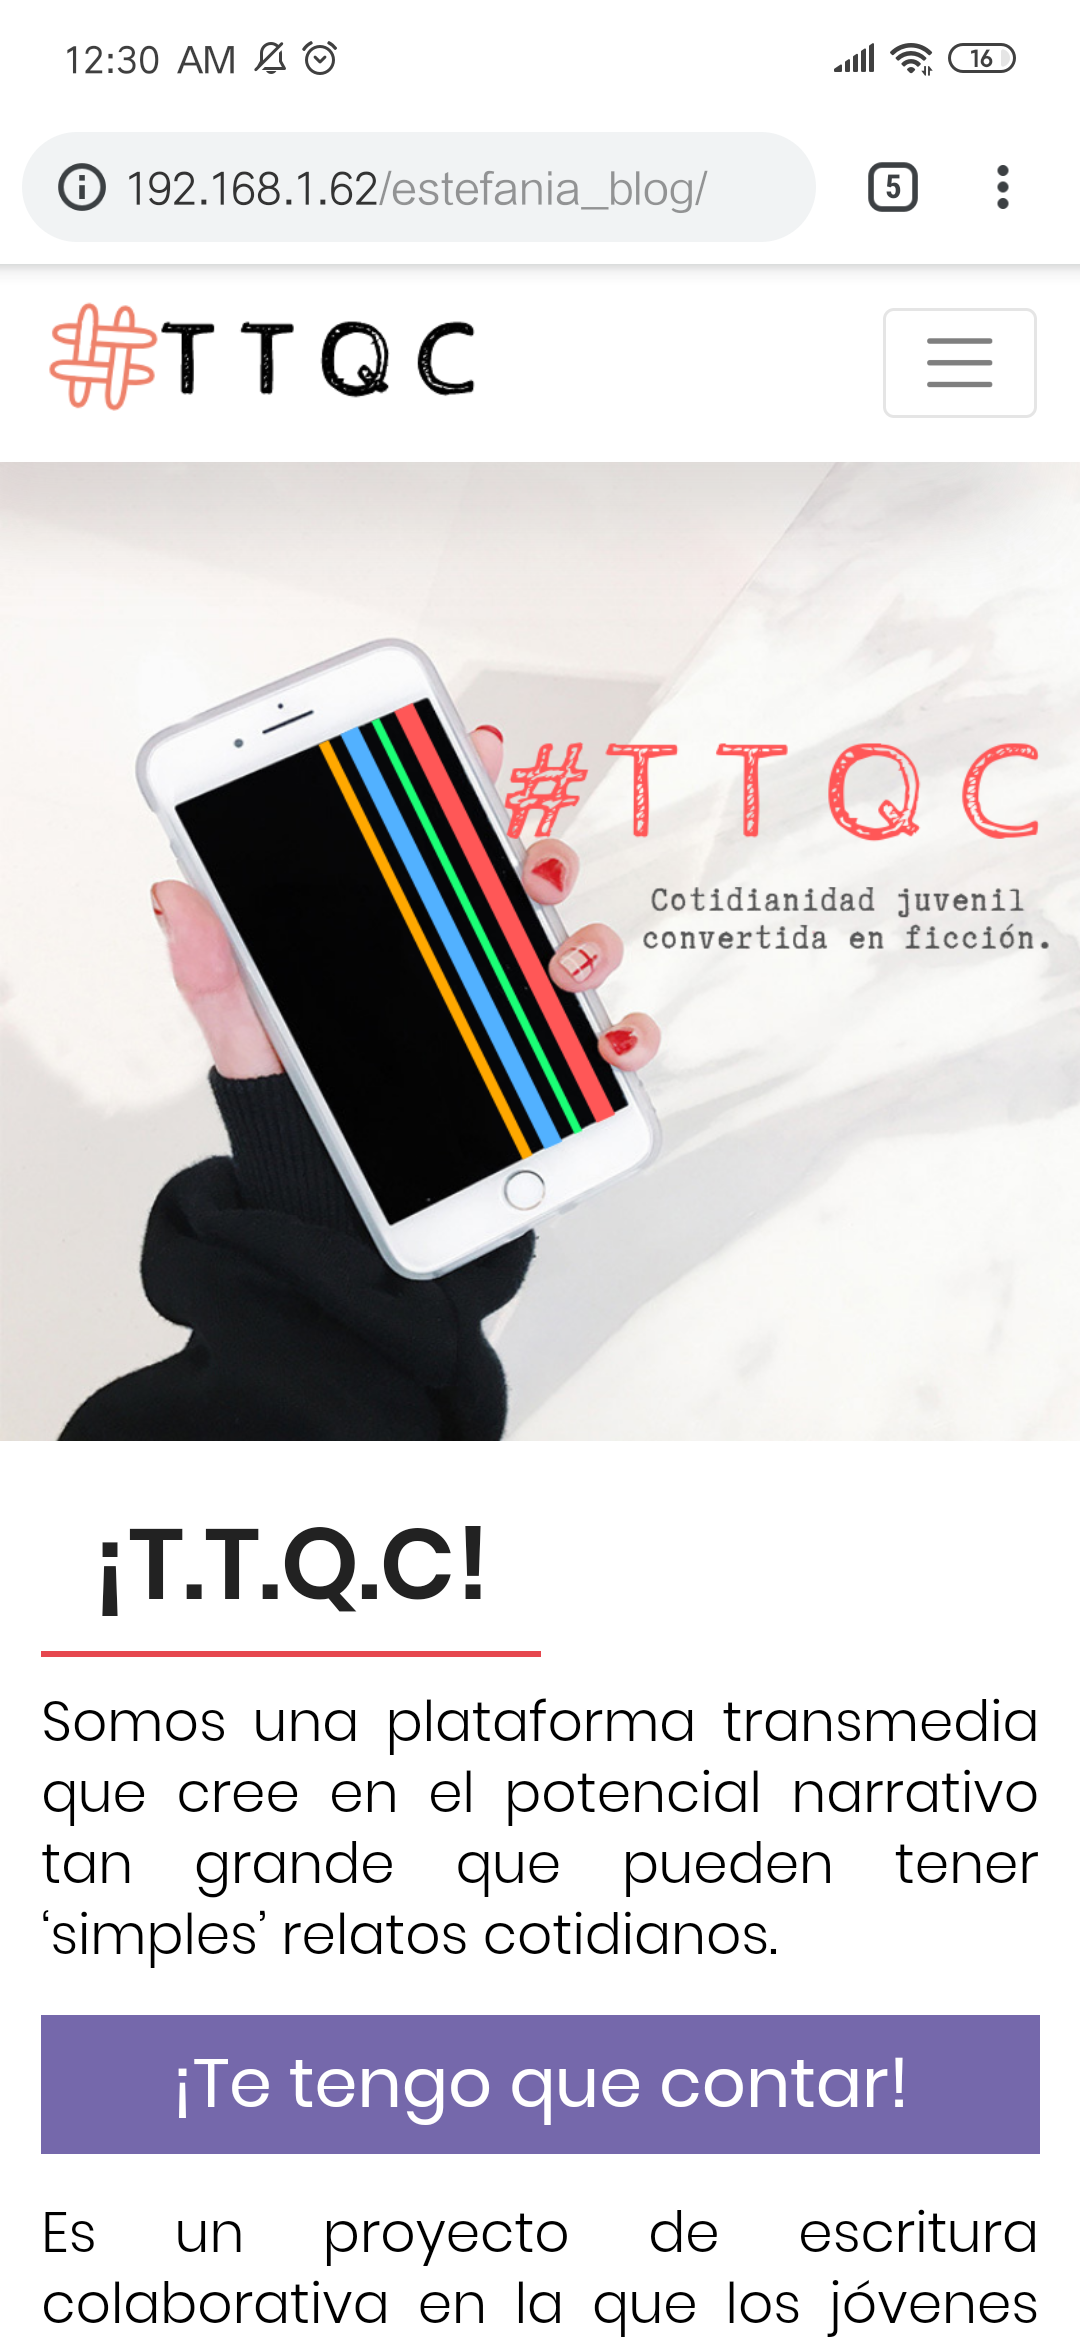 12:30 AM
16
192.168.1.62/estefania_blog/
5
#TTQC
#TTQC
Cotidianidad juvenil
convertida en ficción.
¡T.T.Q.C!
Somos una plataforma transmedia
que cree en el potencial narrativo
tan grande que pueden tener
‘simples’ relatos cotidianos.
¡Te tengo que contar!
Es un proyecto de escritura
colaborativa en la que los jóvenes